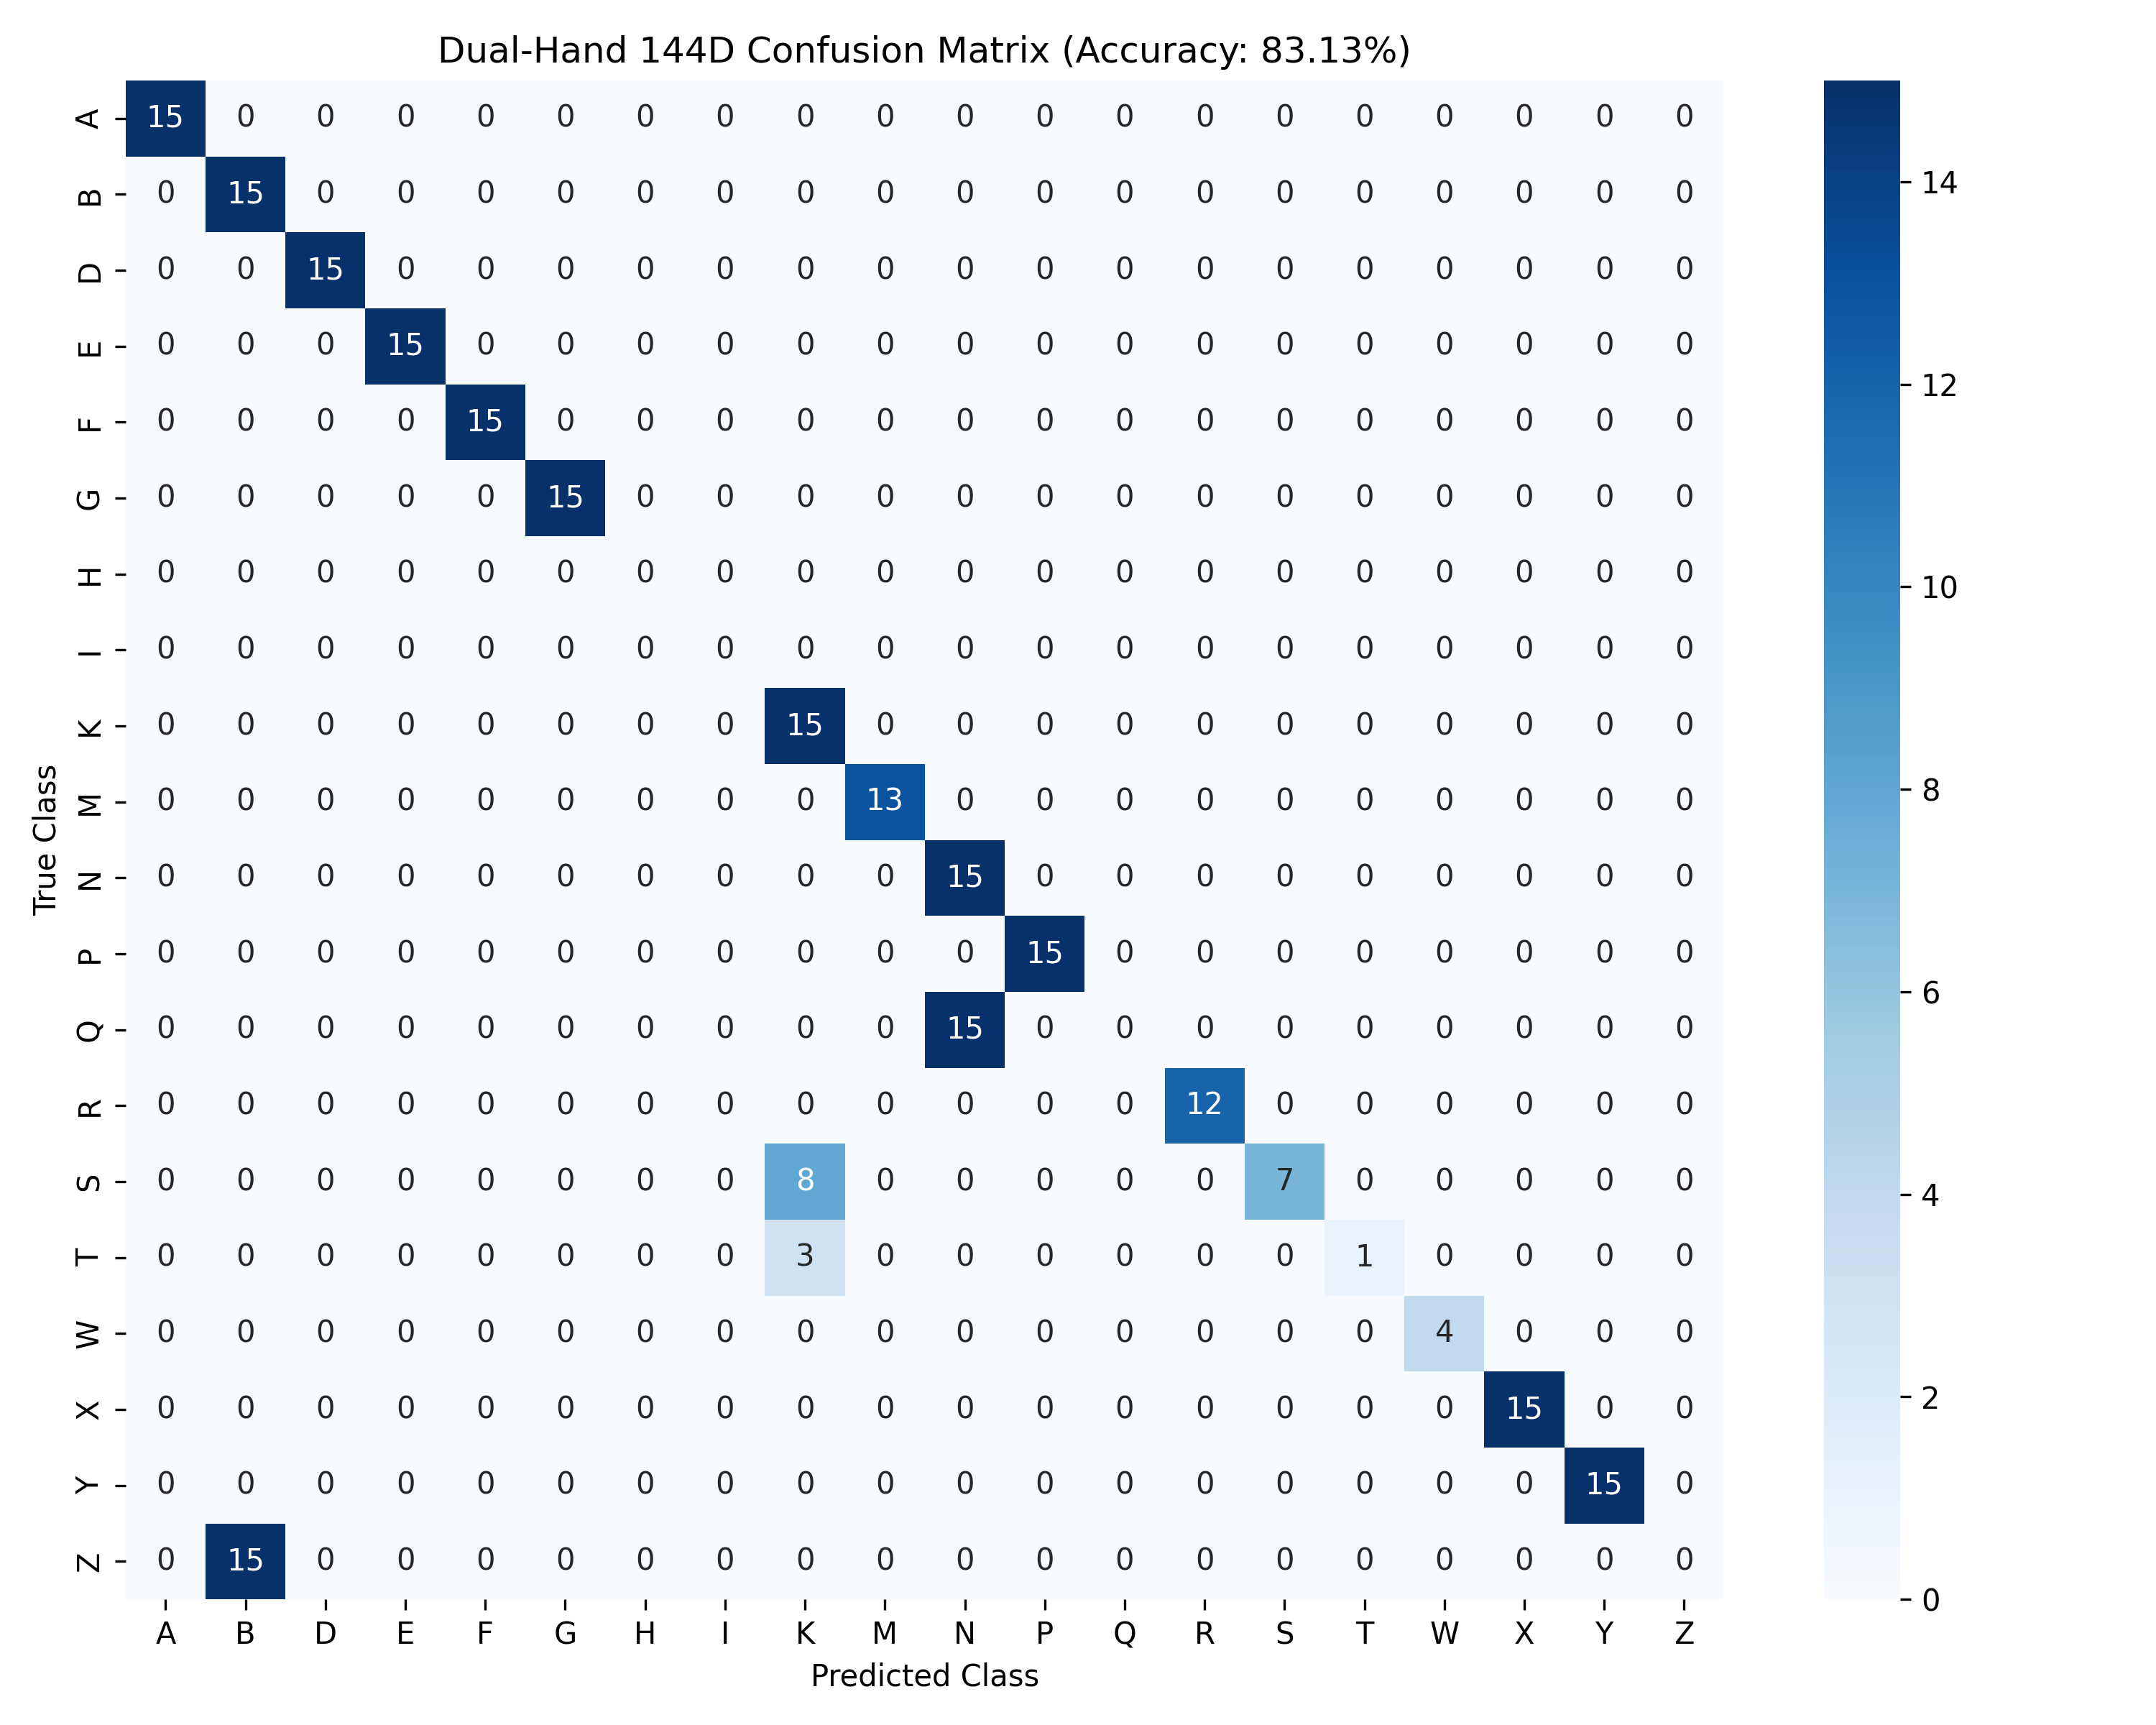 Dual-Hand 144D Confusion Matrix (Accuracy: 83.13%)
A 15 0 0 0 0 0 0 0 0 0 0 0 0 0 0 0 0 0 0 0
B 0 15 0 0 0 0 0 0 0 0 0 0 0 0 0 0 0 0 0 0
D 0 0 15 0 0 0 0 0 0 0 0 0 0 0 0 0 0 0 0 0
E 0 0 0 15 0 0 0 0 0 0 0 0 0 0 0 0 0 0 0 0
F 0 0 0 0 15 0 0 0 0 0 0 0 0 0 0 0 0 0 0 0
G 0 0 0 0 0 15 0 0 0 0 0 0 0 0 0 0 0 0 0 0
H 0 0 0 0 0 0 0 0 0 0 0 0 0 0 0 0 0 0 0 0
I 0 0 0 0 0 0 0 0 0 0 0 0 0 0 0 0 0 0 0 0
K 0 0 0 0 0 0 0 0 15 0 0 0 0 0 0 0 0 0 0 0
M 0 0 0 0 0 0 0 0 0 13 0 0 0 0 0 0 0 0 0 0
N 0 0 0 0 0 0 0 0 0 0 15 0 0 0 0 0 0 0 0 0
P 0 0 0 0 0 0 0 0 0 0 0 15 0 0 0 0 0 0 0 0
Q 0 0 0 0 0 0 0 0 0 0 15 0 0 0 0 0 0 0 0 0
R 0 0 0 0 0 0 0 0 0 0 0 0 0 12 0 0 0 0 0 0
S 0 0 0 0 0 0 0 0 8 0 0 0 0 0 7 0 0 0 0 0
T 0 0 0 0 0 0 0 0 3 0 0 0 0 0 0 1 0 0 0 0
W 0 0 0 0 0 0 0 0 0 0 0 0 0 0 0 0 4 0 0 0
X 0 0 0 0 0 0 0 0 0 0 0 0 0 0 0 0 0 15 0 0
Y 0 0 0 0 0 0 0 0 0 0 0 0 0 0 0 0 0 0 15 0
Z 0 15 0 0 0 0 0 0 0 0 0 0 0 0 0 0 0 0 0 0
A B D E F G H I K M N P Q R S T W X Y Z
Predicted Class
True Class
14
12
10
8
6
4
2
0